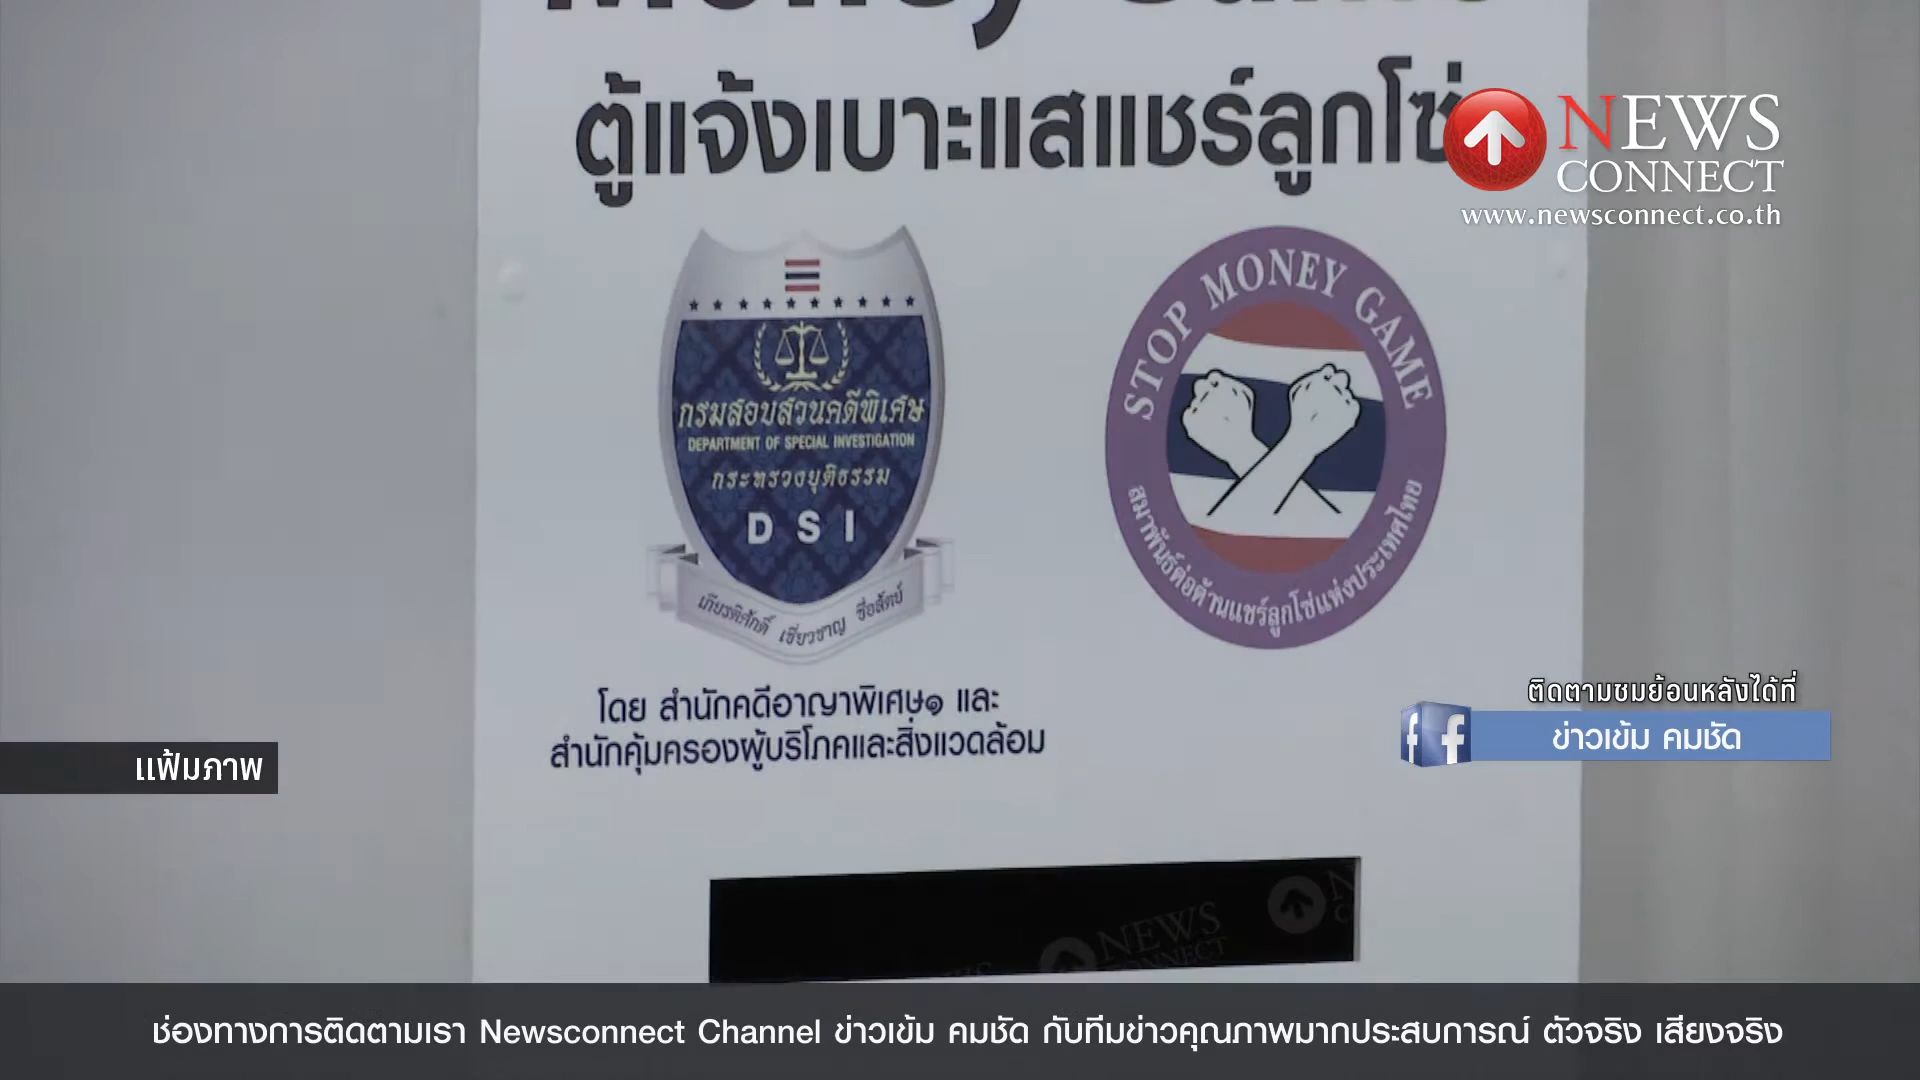 Money Game
ตู้แจ้งเบาะแสแชร์ลูกโซ่
NEWS
CONNECT
www.newsconnect.co.th
กรมสอบสวนคดีพิเศษ
DEPARTMENT OF SPECIAL INVESTIGATION
กระทรวงยุติธรรม
DSI
เกียรติศักดิ์ เชี่ยวชาญ ซื่อสัตย์
STOP MONEY GAME
สมาพันธ์ต่อต้านแชร์ลูกโซ่แห่งประเทศไทย
โดย สำนักคดีอาญาพิเศษ๑ และ
สำนักคุ้มครองผู้บริโภคและสิ่งแวดล้อม
ติดตามชมย้อนหลังได้ที่
ข่าวเข้ม คมชัด
แฟ้มภาพ
NEWS
CONNECT
ช่องทางการติดตามเรา Newsconnect Channel ข่าวเข้ม คมชัด กับทีมข่าวคุณภาพมากประสบการณ์ ตัวจริง เสียงจริง